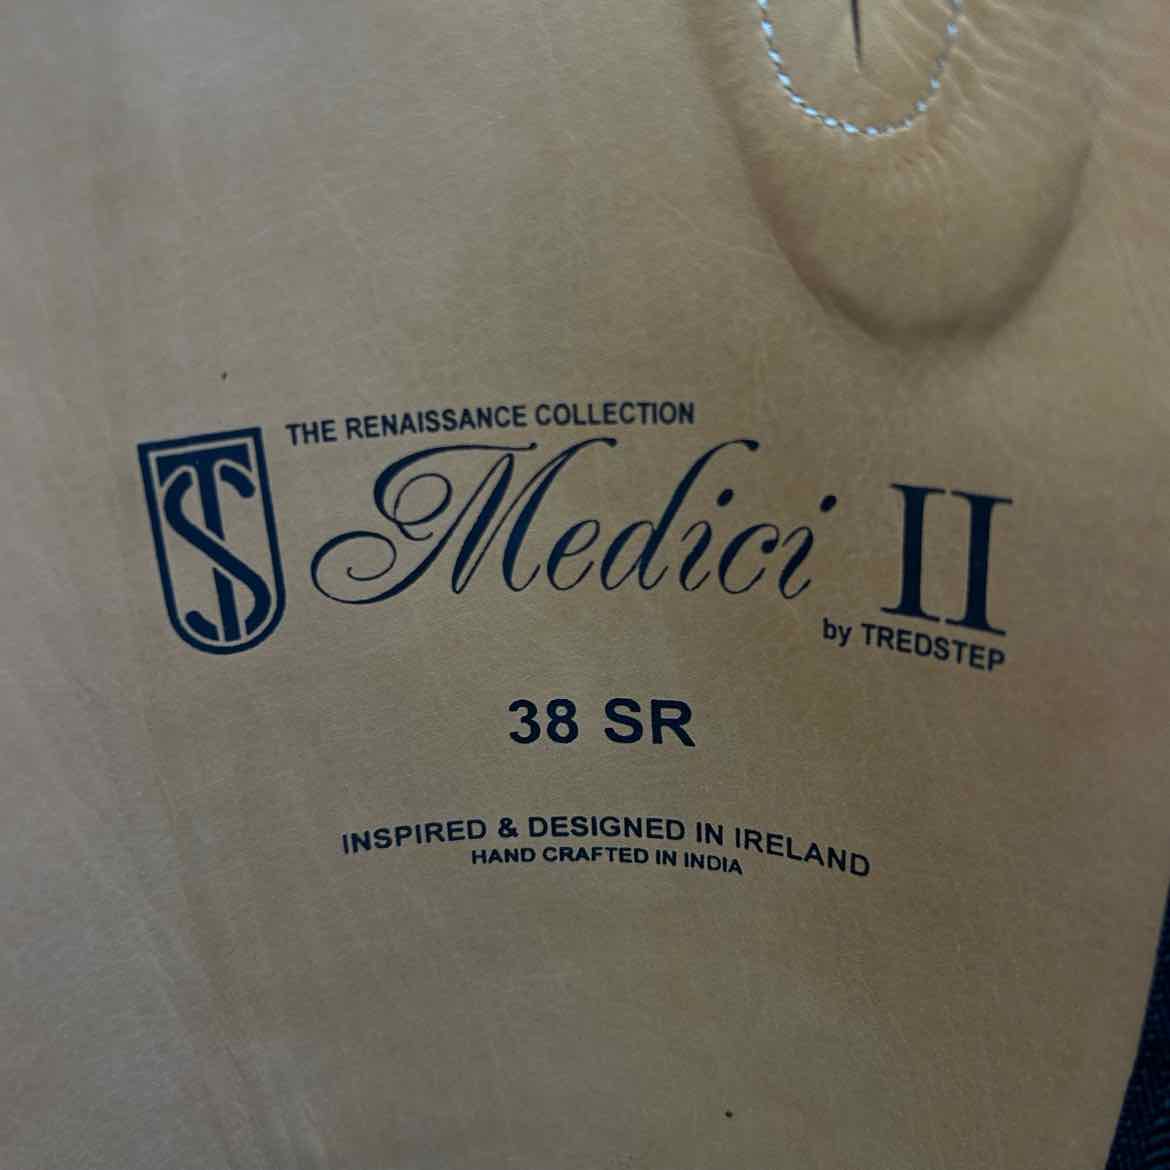 THE RENAISSANCE COLLECTION
TS Medici II
by TREDSTEP
38 SR
INSPIRED & DESIGNED IN IRELAND
HAND CRAFTED IN INDIA